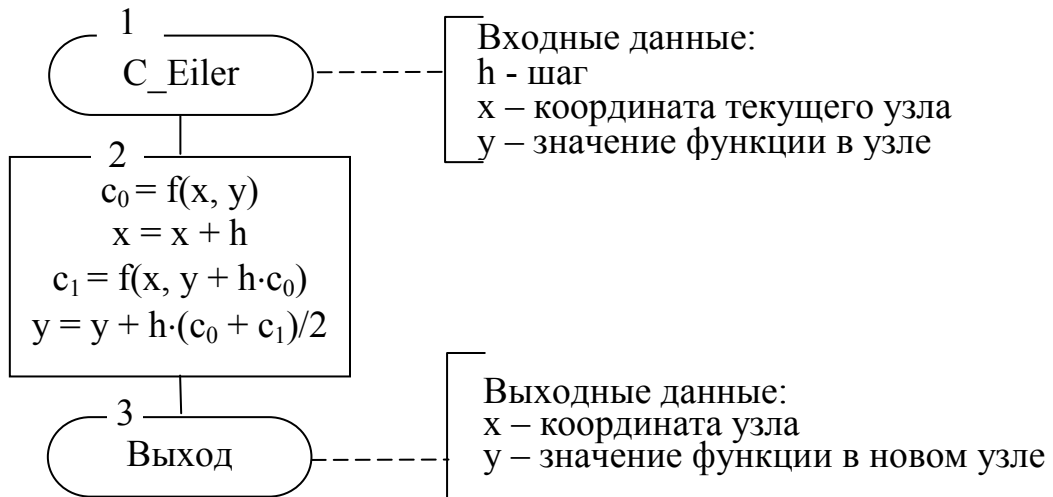 1
C_Eiler
Входные данные:
h - шаг
x – координата текущего узла
y – значение функции в узле
2
c₀ = f(x, y)
x = x + h
c₁ = f(x, y + h·c₀)
y = y + h·(c₀ + c₁)/2
3
Выход
Выходные данные:
x – координата узла
y – значение функции в новом узле